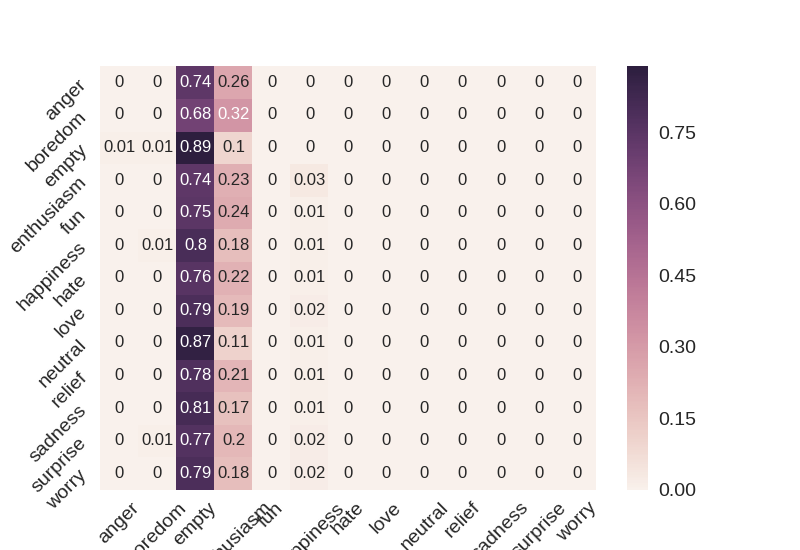 anger 0 0 0.74 0.26 0 0 0 0 0 0 0 0 0
boredom 0 0 0.68 0.32 0 0 0 0 0 0 0 0 0
empty 0.01 0.01 0.89 0.1 0 0 0 0 0 0 0 0 0
enthusiasm 0 0 0.74 0.23 0 0.03 0 0 0 0 0 0 0
fun 0 0 0.75 0.24 0 0.01 0 0 0 0 0 0 0
happiness 0 0.01 0.8 0.18 0 0.01 0 0 0 0 0 0 0
hate 0 0 0.76 0.22 0 0.01 0 0 0 0 0 0 0
love 0 0 0.79 0.19 0 0.02 0 0 0 0 0 0 0
neutral 0 0 0.87 0.11 0 0.01 0 0 0 0 0 0 0
relief 0 0 0.78 0.21 0 0.01 0 0 0 0 0 0 0
sadness 0 0 0.81 0.17 0 0.01 0 0 0 0 0 0 0
surprise 0 0.01 0.77 0.2 0 0.02 0 0 0 0 0 0 0
worry 0 0 0.79 0.18 0 0.02 0 0 0 0 0 0 0
anger oredom empty husiasm fun ppiness hate love neutral relief adness surprise worry
0.75
0.60
0.45
0.30
0.15
0.00